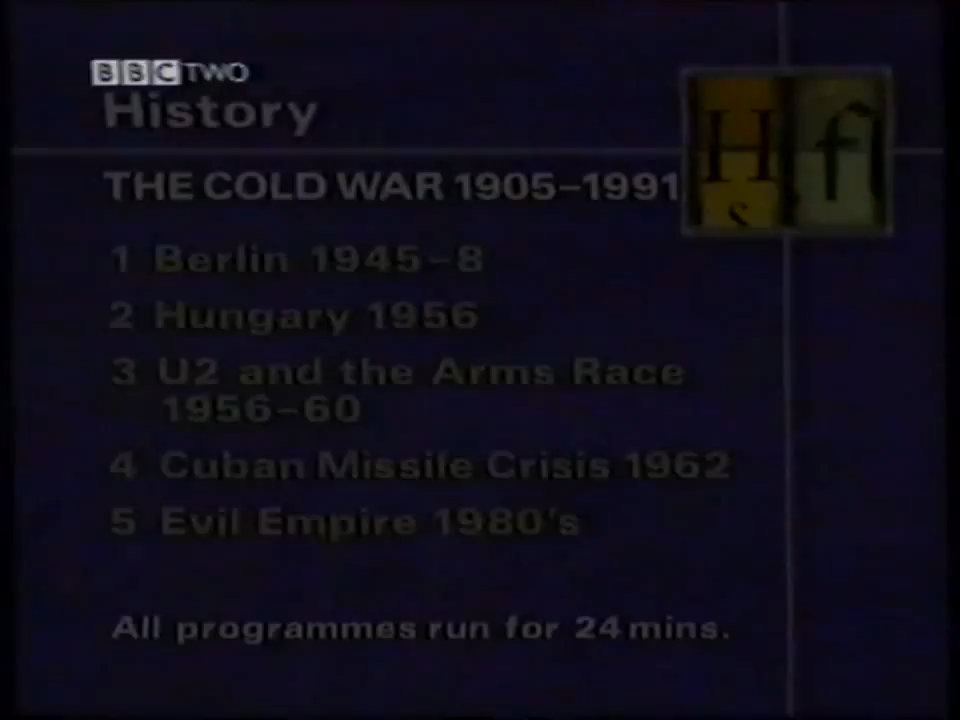 BBC TWO
History
THE COLD WAR 1905–1991
H fl
s
1 Berlin 1945–8
2 Hungary 1956
3 U2 and the Arms Race
1956–60
4 Cuban Missile Crisis 1962
5 Evil Empire 1980's
All programmes run for 24 mins.